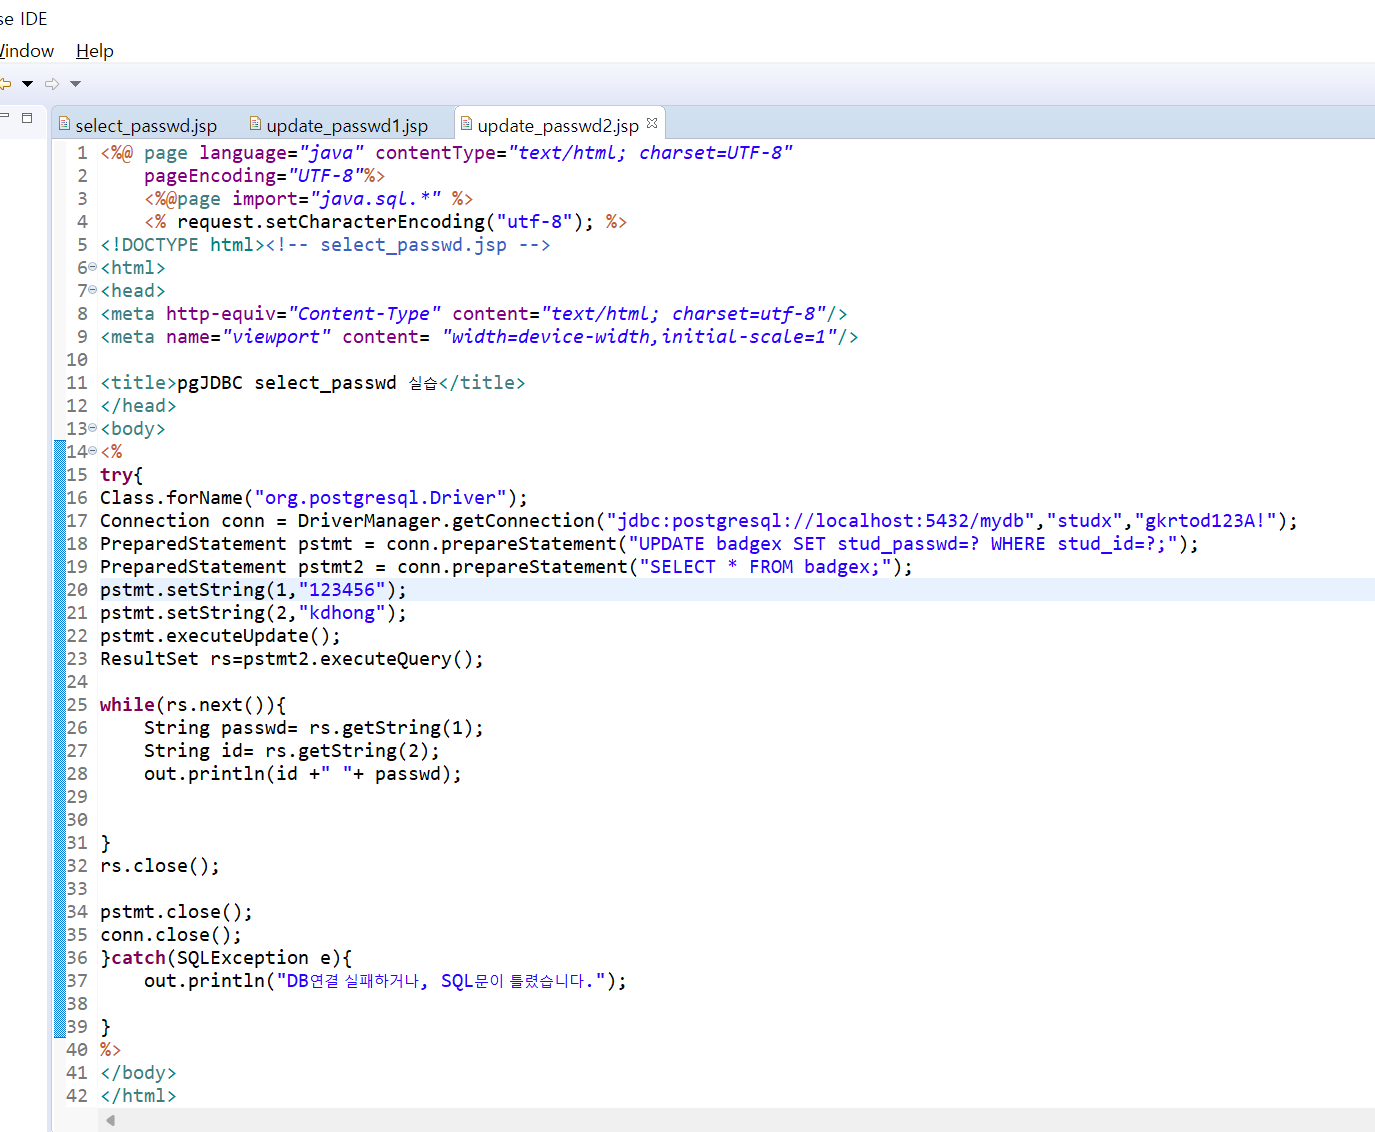 se IDE
Window Help
select_passwd.jsp update_passwd1.jsp update_passwd2.jsp
1 <%@ page language="java" contentType="text/html; charset=UTF-8"
2     pageEncoding="UTF-8"%>
3     <%@page import="java.sql.*" %>
4     <% request.setCharacterEncoding("utf-8"); %>
5 <!DOCTYPE html><!-- select_passwd.jsp -->
6 <html>
7 <head>
8 <meta http-equiv="Content-Type" content="text/html; charset=utf-8"/>
9 <meta name="viewport" content= "width=device-width,initial-scale=1"/>
10
11 <title>pgJDBC select_passwd 실습</title>
12 </head>
13 <body>
14 <%
15 try{
16 Class.forName("org.postgresql.Driver");
17 Connection conn = DriverManager.getConnection("jdbc:postgresql://localhost:5432/mydb","studx","gkrtod123A!");
18 PreparedStatement pstmt = conn.prepareStatement("UPDATE badgex SET stud_passwd=? WHERE stud_id=?;");
19 PreparedStatement pstmt2 = conn.prepareStatement("SELECT * FROM badgex;");
20 pstmt.setString(1,"123456");
21 pstmt.setString(2,"kdhong");
22 pstmt.executeUpdate();
23 ResultSet rs=pstmt2.executeQuery();
24
25 while(rs.next()){
26     String passwd= rs.getString(1);
27     String id= rs.getString(2);
28     out.println(id +" "+ passwd);
29
30
31 }
32 rs.close();
33
34 pstmt.close();
35 conn.close();
36 }catch(SQLException e){
37     out.println("DB연결 실패하거나, SQL문이 틀렸습니다.");
38
39 }
40 %>
41 </body>
42 </html>